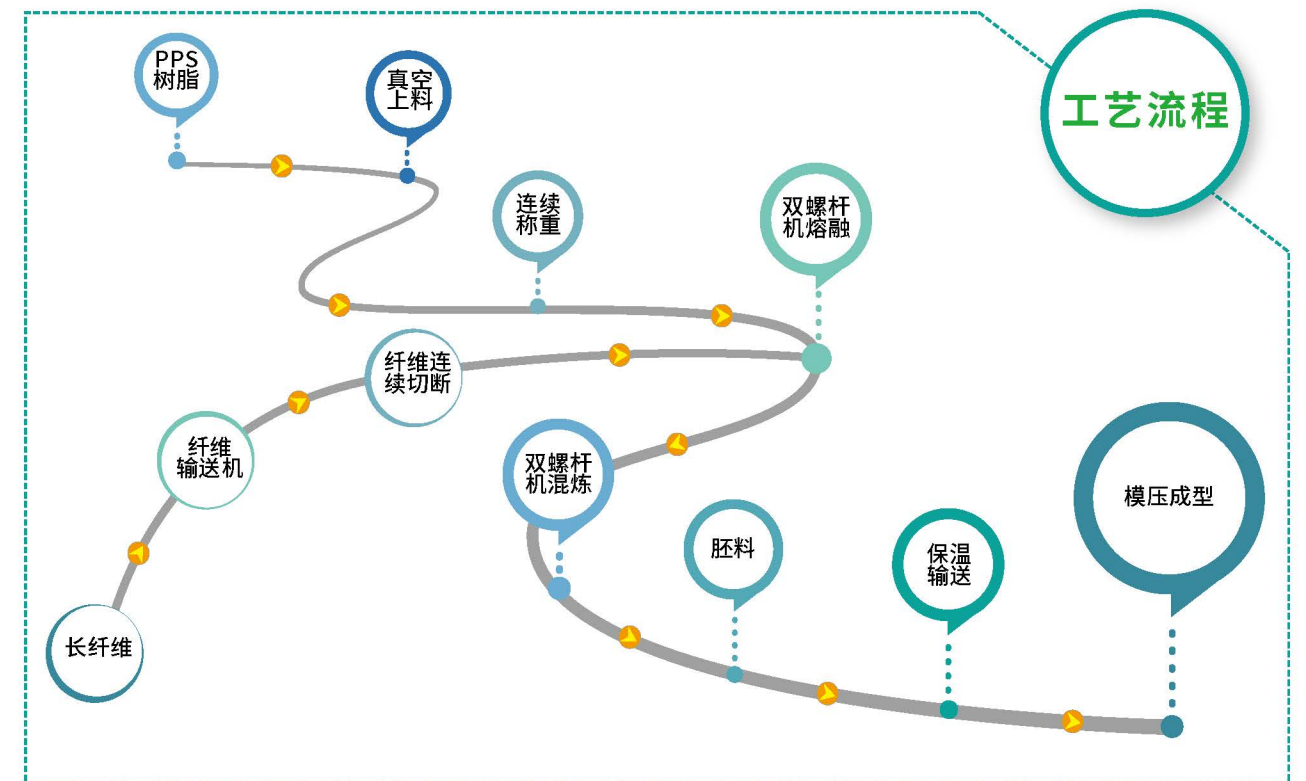 工艺流程
PPS
树脂
真空
上料
连续
称重
双螺杆
机熔融
纤维连
续切断
纤维
输送机
长纤维
双螺杆
机混炼
胚料
保温
输送
模压成型